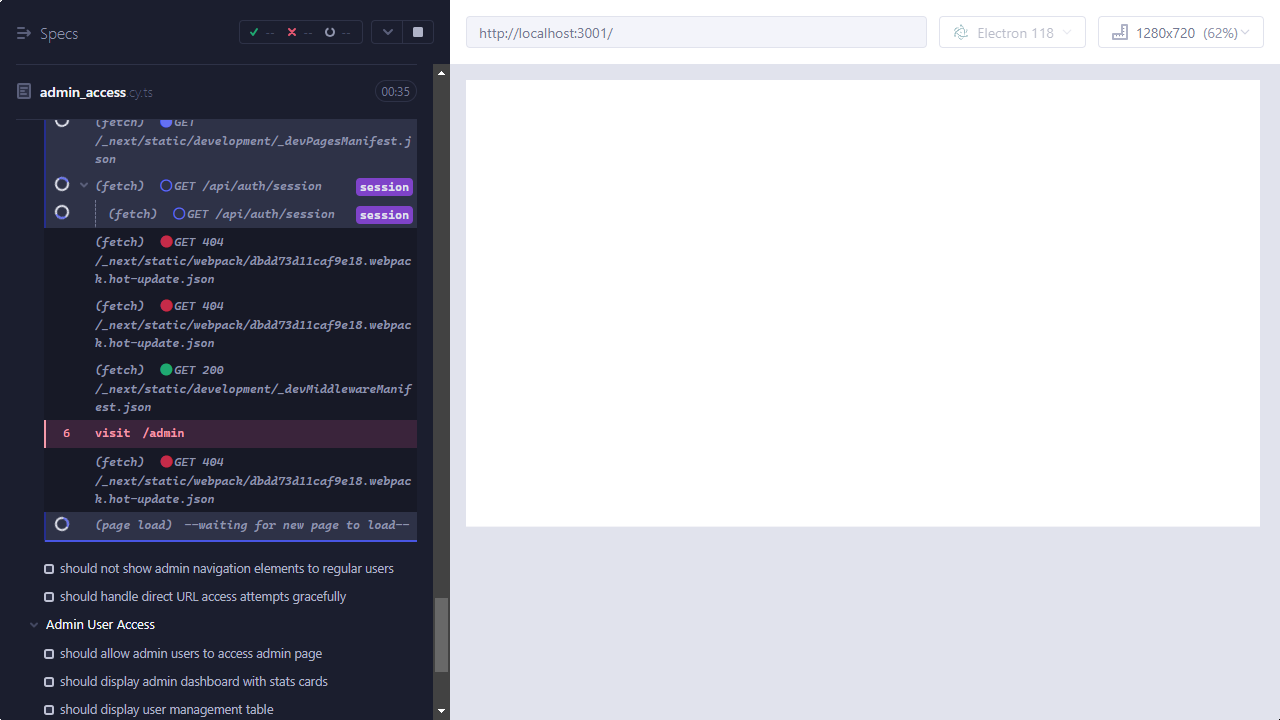 Specs
--
--
--
http://localhost:3001/
Electron 118
1280x720 (62%)
admin_access.cy.ts
00:35
(fetch) GET
/_next/static/development/_devPagesManifest.j
son
(fetch) GET /api/auth/session session
(fetch) GET /api/auth/session session
(fetch) GET 404
/_next/static/webpack/dbdd73d11caf9e18.webpac
k.hot-update.json
(fetch) GET 404
/_next/static/webpack/dbdd73d11caf9e18.webpac
k.hot-update.json
(fetch) GET 200
/_next/static/development/_devMiddlewareManif
est.json
6 visit /admin
(fetch) GET 404
/_next/static/webpack/dbdd73d11caf9e18.webpac
k.hot-update.json
(page load) --waiting for new page to load--
should not show admin navigation elements to regular users
should handle direct URL access attempts gracefully
Admin User Access
should allow admin users to access admin page
should display admin dashboard with stats cards
should display user management table